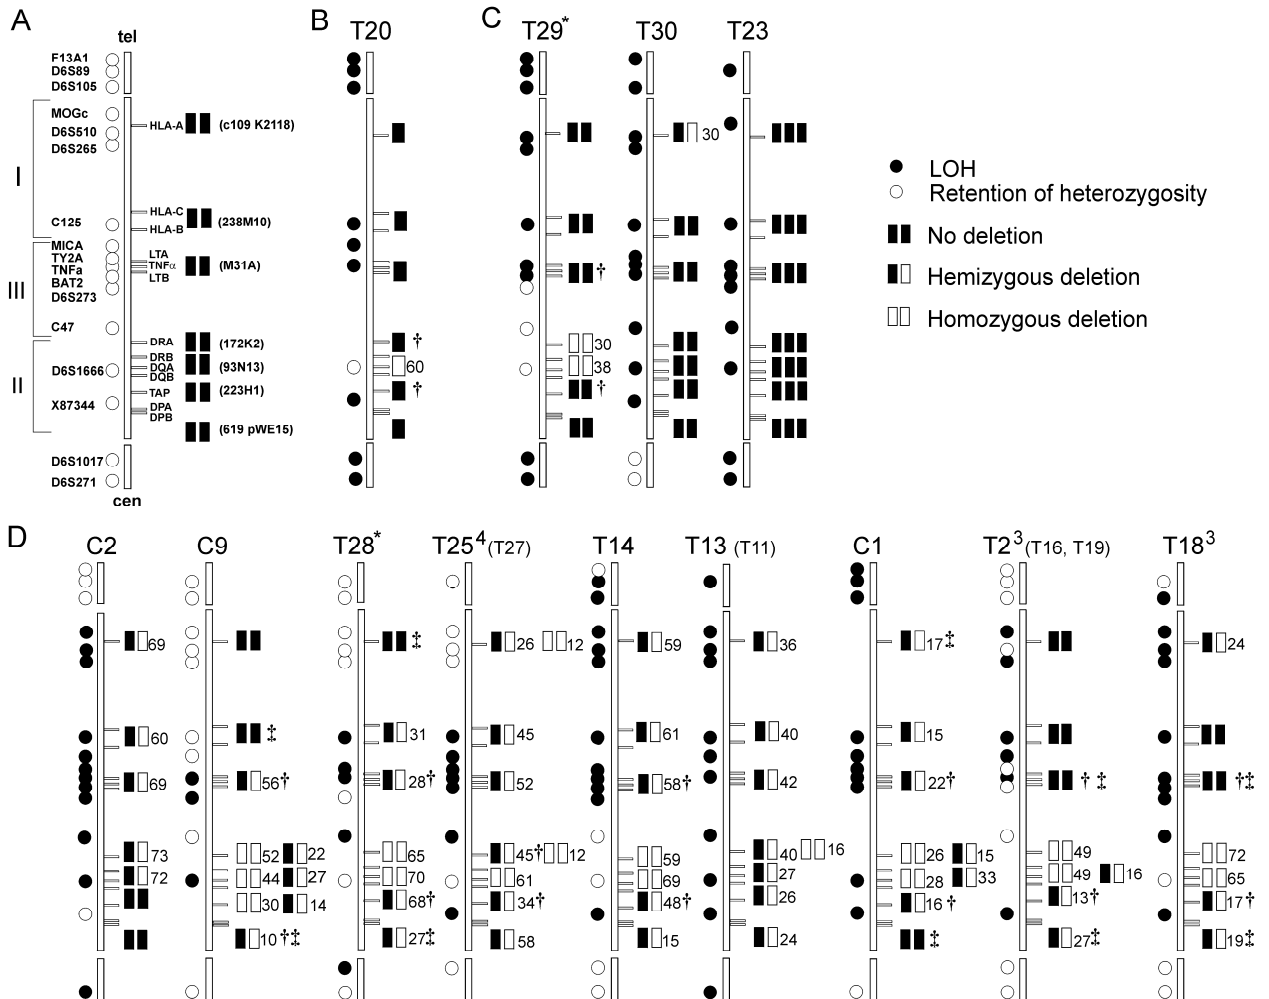 A
tel
F13A1
D6S89
D6S105
MOGc
D6S510
D6S265
HLA-A
(c109 K2118)
I
C125
HLA-C
HLA-B
(238M10)
MICA
TY2A
TNFa
BAT2
D6S273
LTA
TNFα
LTB
(M31A)
III
C47
DRA
(172K2)
DRB
DQA
DQB
(93N13)
D6S1666
II
TAP
(223H1)
X87344
DPA
DPB
(619 pWE15)
D6S1017
D6S271
cen
B
T20
†
60
†
C
T29*
T30
T23
30
†
30
38
†
LOH
Retention of heterozygosity
No deletion
Hemizygous deletion
Homozygous deletion
D
C2
C9
T28*
T25⁴ (T27)
T14
T13 (T11)
C1
T2³ (T16, T19)
T18³
69
‡
26 12
59
36
17‡
24
60
‡
31
45
61
40
15
69
56†
28†
52
58†
42
22†
† ‡
†‡
73
52 22
65
45† 12
59
40 16
26 15
49
72
72
44 27
70
61
69
27
28 33
49 16
65
30 14
68†
34†
48†
26
16 †
13†
17†
10 †‡
27‡
58
15
24
‡
27‡
19‡